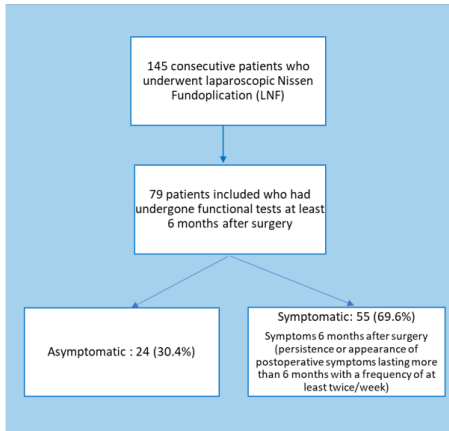 145 consecutive patients who
underwent laparoscopic Nissen
Fundoplication (LNF)
79 patients included who had
undergone functional tests at least
6 months after surgery
Asymptomatic : 24 (30.4%)
Symptomatic: 55 (69.6%)
Symptoms 6 months after surgery
(persistence or appearance of
postoperative symptoms lasting more
than 6 months with a frequency of at
least twice/week)